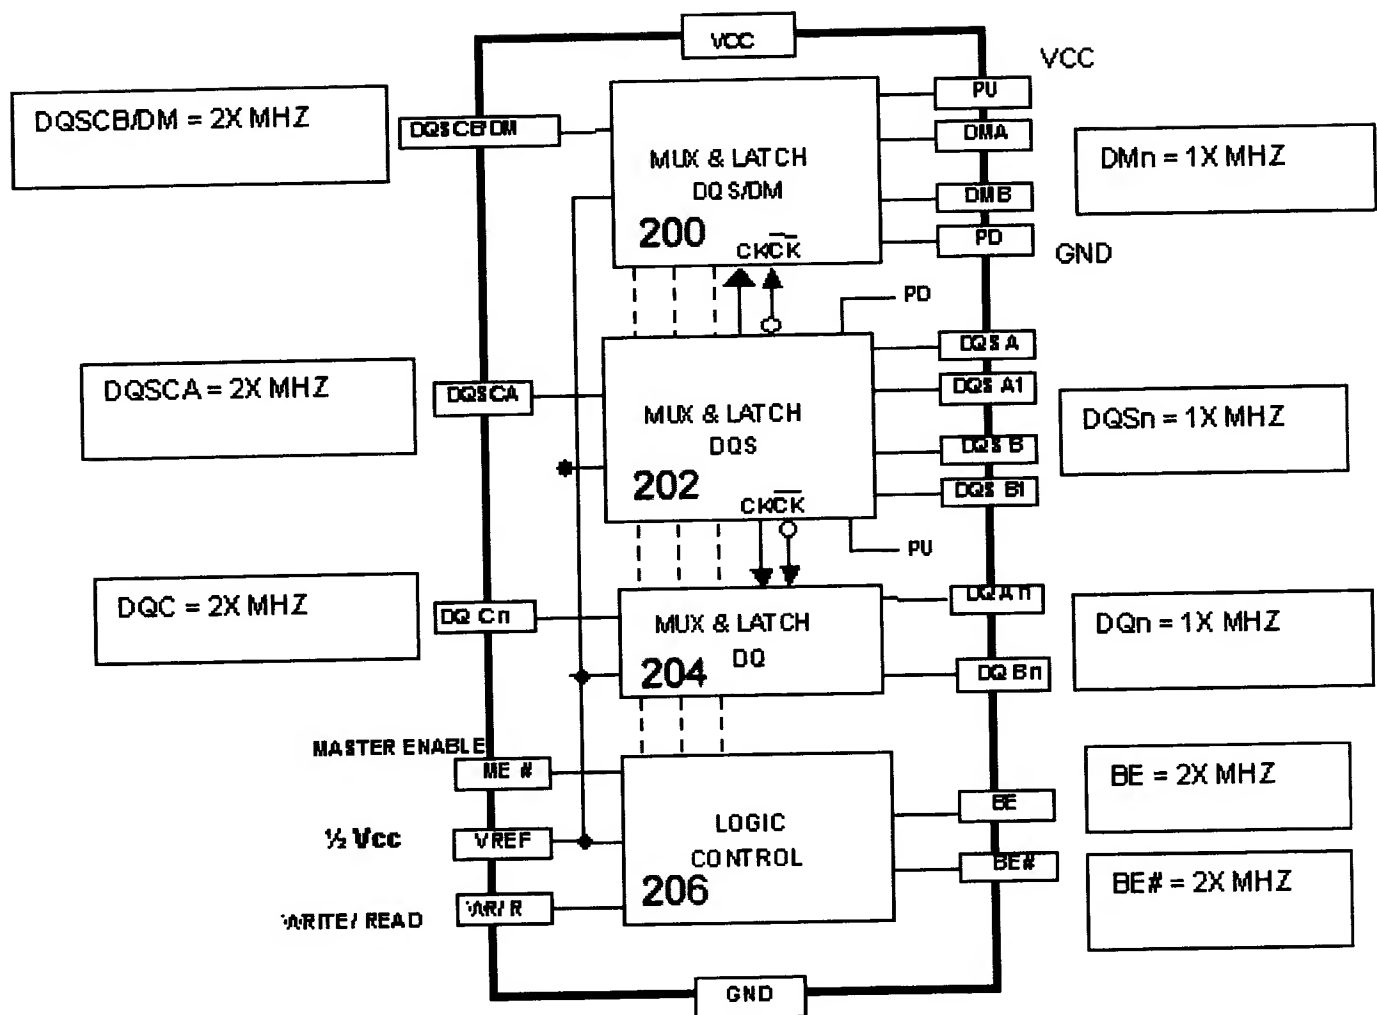 VCC
VCC
DQSCB/DM = 2X MHZ
DQSCB/DM
PU
DMA
DMB
PD
DMn = 1X MHZ
GND
MUX & LATCH
DQS/DM
200
CK CK
PD
DQSCA = 2X MHZ
DQSCA
MUX & LATCH
DQS
202
CK CK
DQS A
DQS A1
DQS B
DQS B1
DQSn = 1X MHZ
PU
DQC = 2X MHZ
DQ Cn
MUX & LATCH
DQ
204
DQ An
DQ Bn
DQn = 1X MHZ
MASTER ENABLE
ME #
½ Vcc
VREF
WRITE/ READ
WR/ R
LOGIC
CONTROL
206
BE
BE#
BE = 2X MHZ
BE# = 2X MHZ
GND